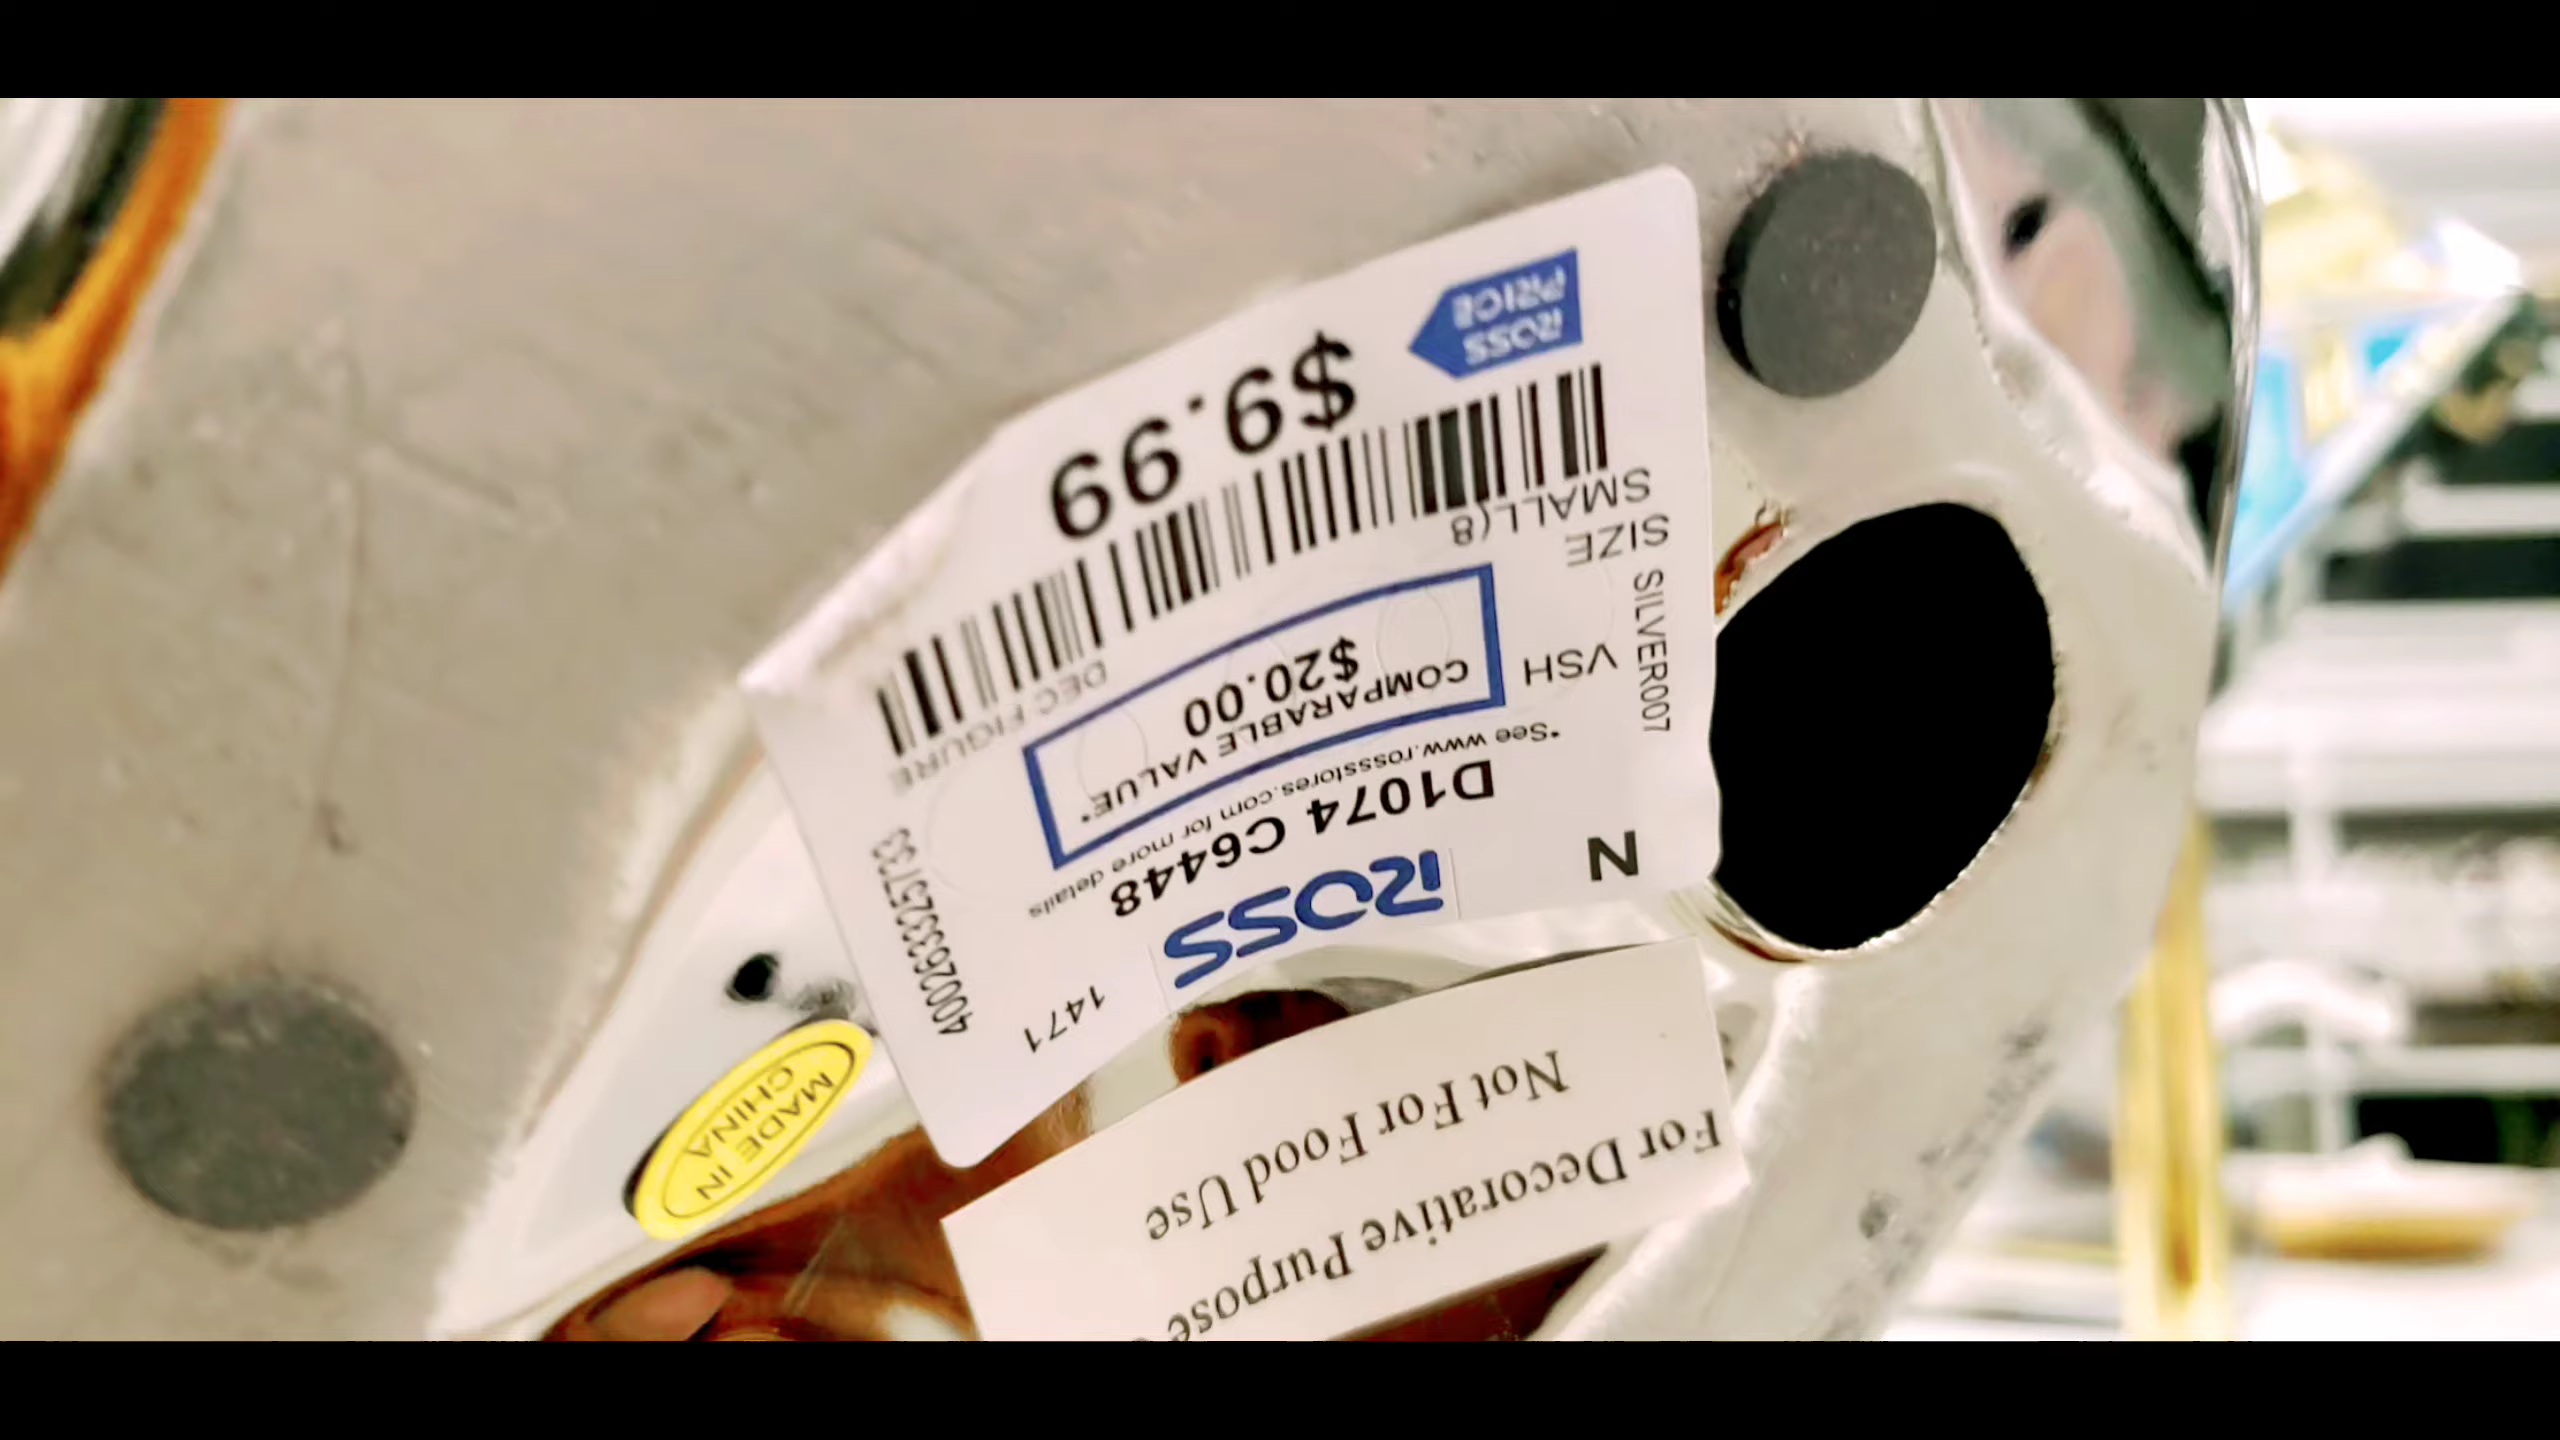 1471
ROSS
N
D1074 C6448
*See www.rossstores.com for more details
COMPARABLE VALUE*
$20.00
VSH
SILVER007
400263325733
DEC FIGURE
SIZE
SMALL(8
$9.99
ROSS
PRICE
MADE IN
CHINA
For Decorative Purpose
Not For Food Use